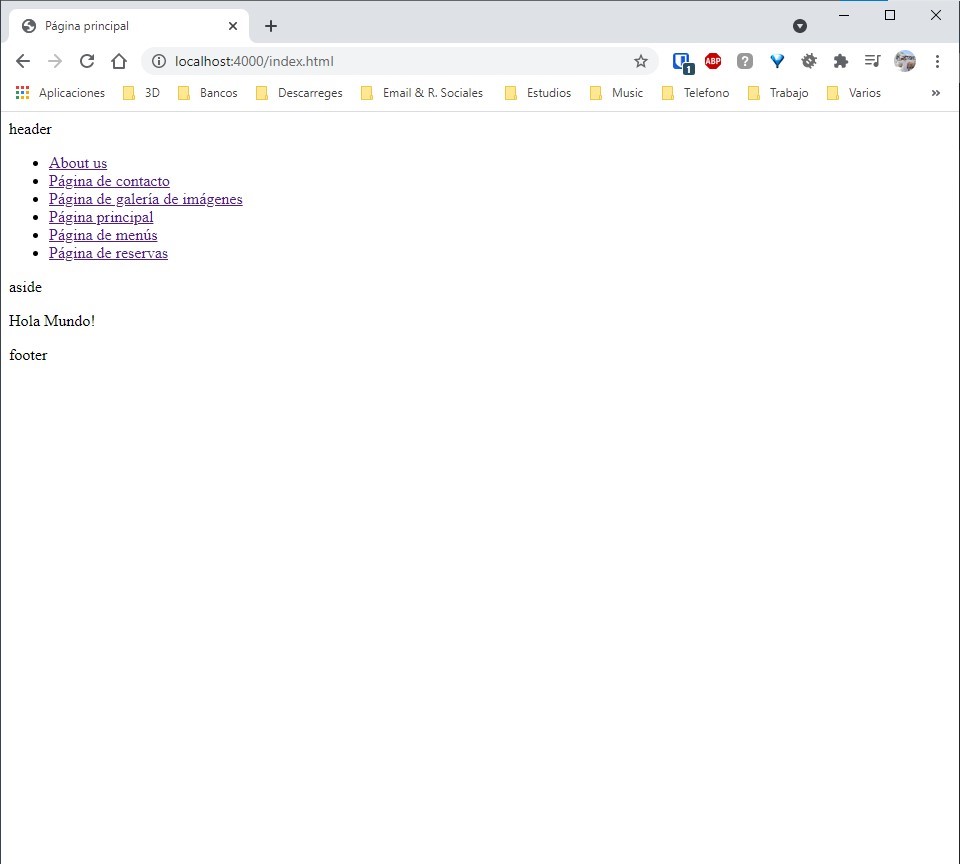 Página principal
localhost:4000/index.html
1
ABP
?
Aplicaciones 3D Bancos Descarreges Email & R. Sociales Estudios Music Telefono Trabajo Varios »
header
About us
Página de contacto
Página de galería de imágenes
Página principal
Página de menús
Página de reservas
aside
Hola Mundo!
footer